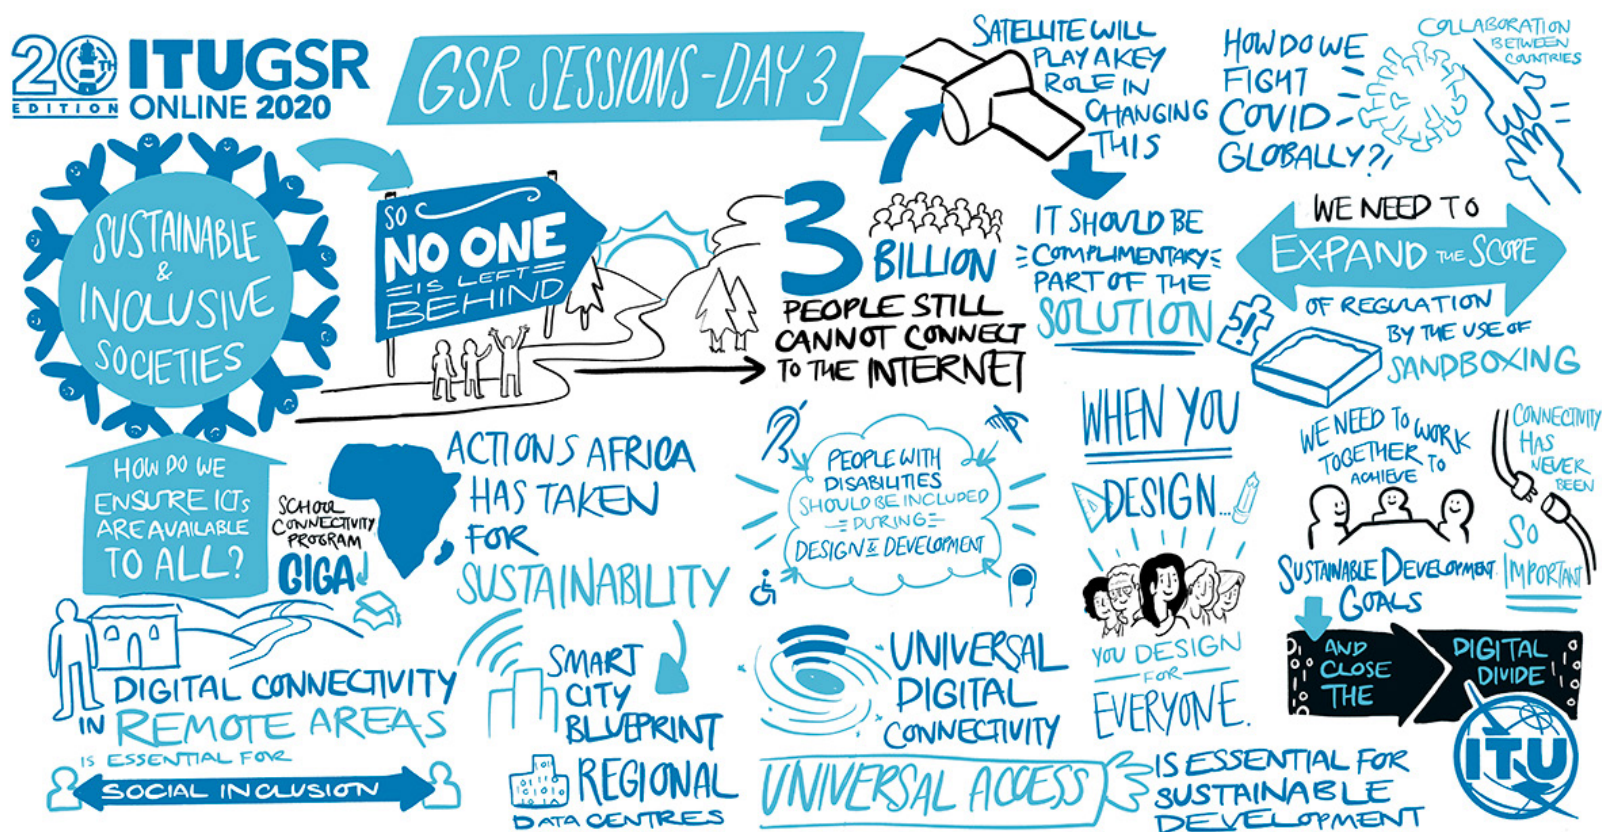 20TH EDITION
ITUGSR
ONLINE 2020
GSR SESSIONS - DAY 3
SUSTAINABLE
&
INCLUSIVE
SOCIETIES
SO
NO ONE
IS LEFT
BEHIND
3
BILLION
PEOPLE STILL
CANNOT CONNECT
TO THE INTERNET
SATELLITE WILL
PLAY A KEY
ROLE IN
CHANGING
THIS
IT SHOULD BE
COMPLIMENTARY
PART OF THE
SOLUTION
HOW DO WE
FIGHT
COVID
GLOBALLY?!
COLLABORATION
BETWEEN
COUNTRIES
WE NEED TO
EXPAND THE SCOPE
OF REGULATION
BY THE USE OF
SANDBOXING
5!
HOW DO WE
ENSURE ICTs
ARE AVAILABLE
TO ALL?
SCHOOL
CONNECTIVITY
PROGRAM
GIGA
ACTIONS AFRICA
HAS TAKEN
FOR
SUSTAINABILITY
DIGITAL CONNECTIVITY
IN REMOTE AREAS
IS ESSENTIAL FOR
SOCIAL INCLUSION
SMART
CITY
BLUEPRINT
REGIONAL
DATA CENTRES
PEOPLE WITH
DISABILITIES
SHOULD BE INCLUDED
DURING
DESIGN & DEVELOPMENT
UNIVERSAL
DIGITAL
CONNECTIVITY
UNIVERSAL ACCESS
IS ESSENTIAL FOR
SUSTAINABLE
DEVELOPMENT
WHEN YOU
DESIGN...
YOU DESIGN
FOR
EVERYONE.
WE NEED TO WORK
TOGETHER TO
ACHIEVE
SUSTAINABLE DEVELOPMENT
GOALS
AND
CLOSE
THE
DIGITAL
DIVIDE
CONNECTIVITY
HAS
NEVER
BEEN
SO
IMPORTANT
ITU